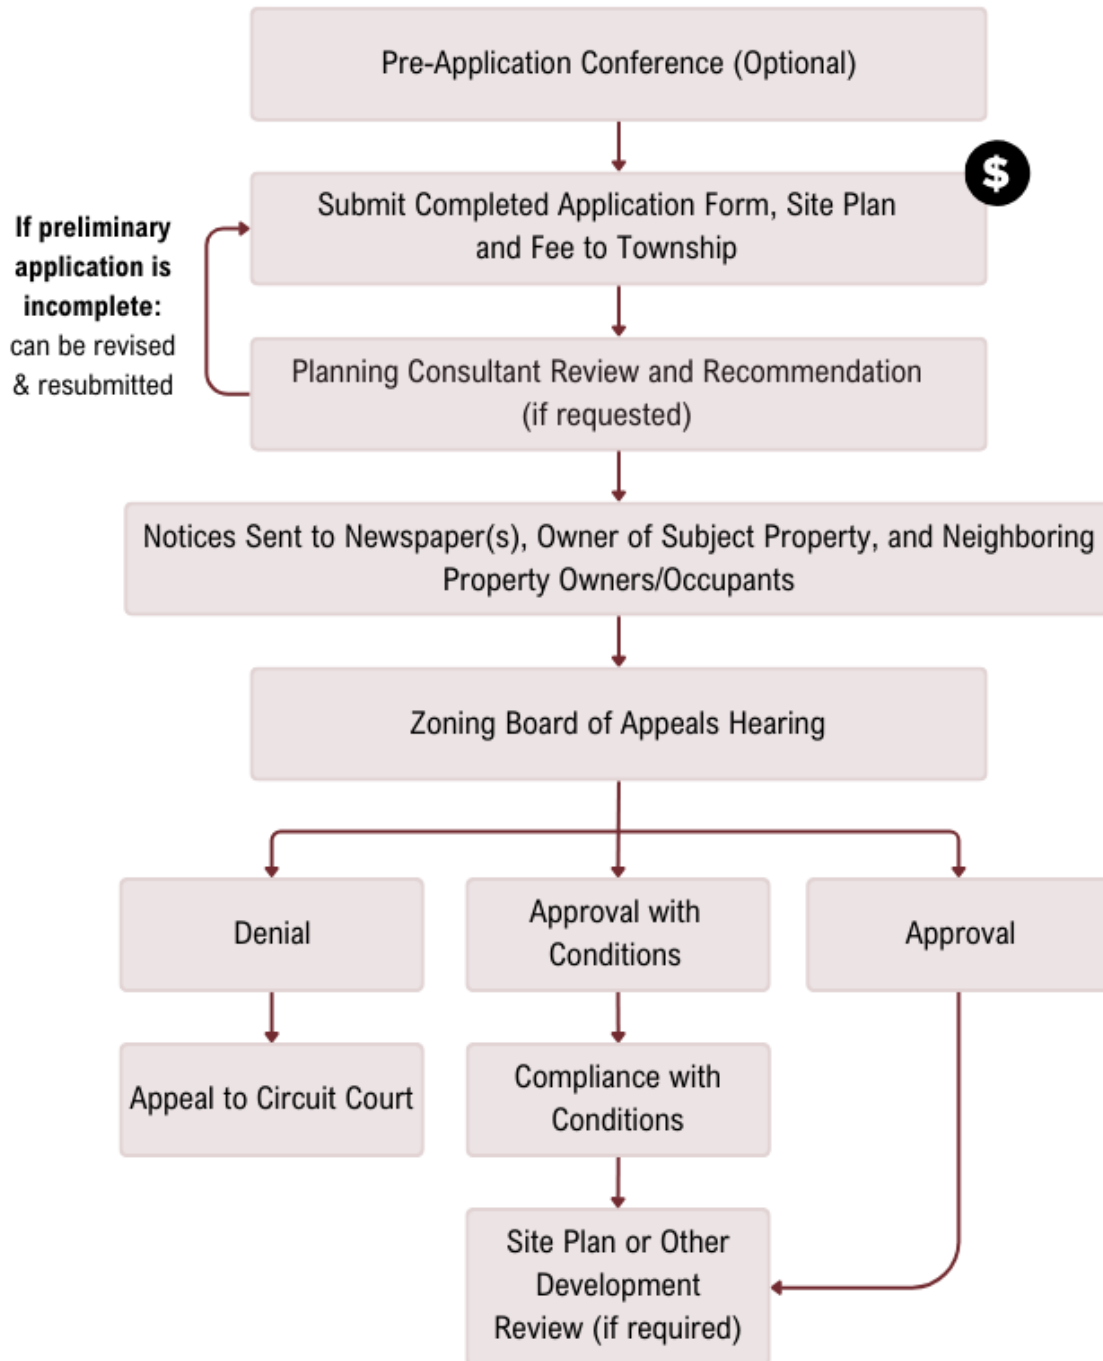 Pre-Application Conference (Optional)
$
Submit Completed Application Form, Site Plan
and Fee to Township
If preliminary
application is
incomplete:
can be revised
& resubmitted
Planning Consultant Review and Recommendation
(if requested)
Notices Sent to Newspaper(s), Owner of Subject Property, and Neighboring
Property Owners/Occupants
Zoning Board of Appeals Hearing
Denial
Approval with
Conditions
Approval
Appeal to Circuit Court
Compliance with
Conditions
Site Plan or Other
Development
Review (if required)